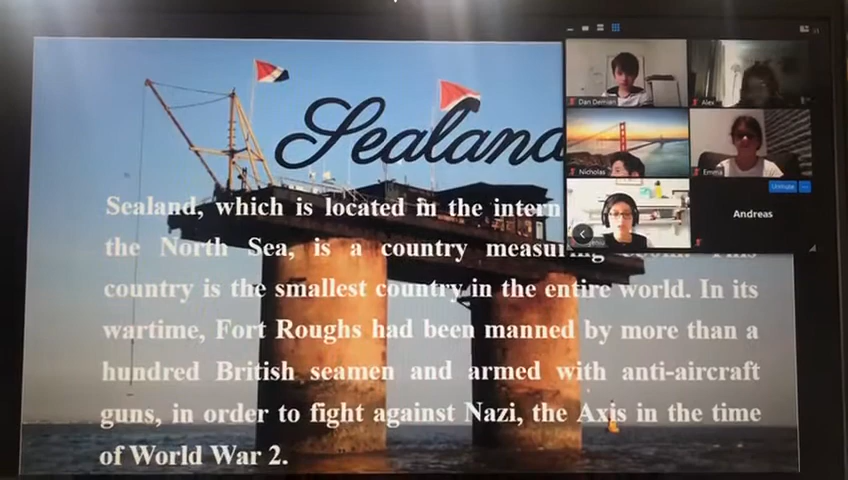 Sealand
Sealand, which is located in the intern
the North Sea, is a country measuring
country is the smallest country in the entire world. In its
wartime, Fort Roughs had been manned by more than a
hundred British seamen and armed with anti-aircraft
guns, in order to fight against Nazi, the Axis in the time
of World War 2.
Dan Demian
Alex
Nicholas
Emma
Unmute
Andreas